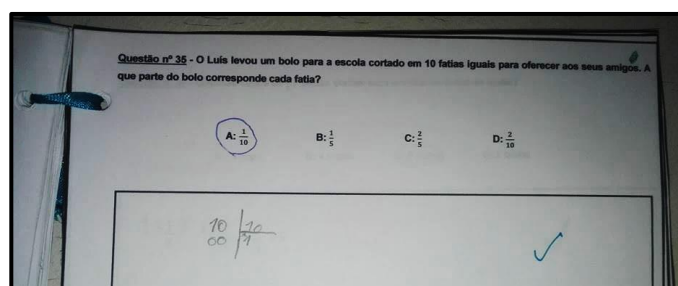 Questão nº 35 - O Luís levou um bolo para a escola cortado em 10 fatias iguais para oferecer aos seus amigos. A
que parte do bolo corresponde cada fatia?
A: 1/10 B: 1/5 C: 2/5 D: 2/10
10 | 10
00 | 1